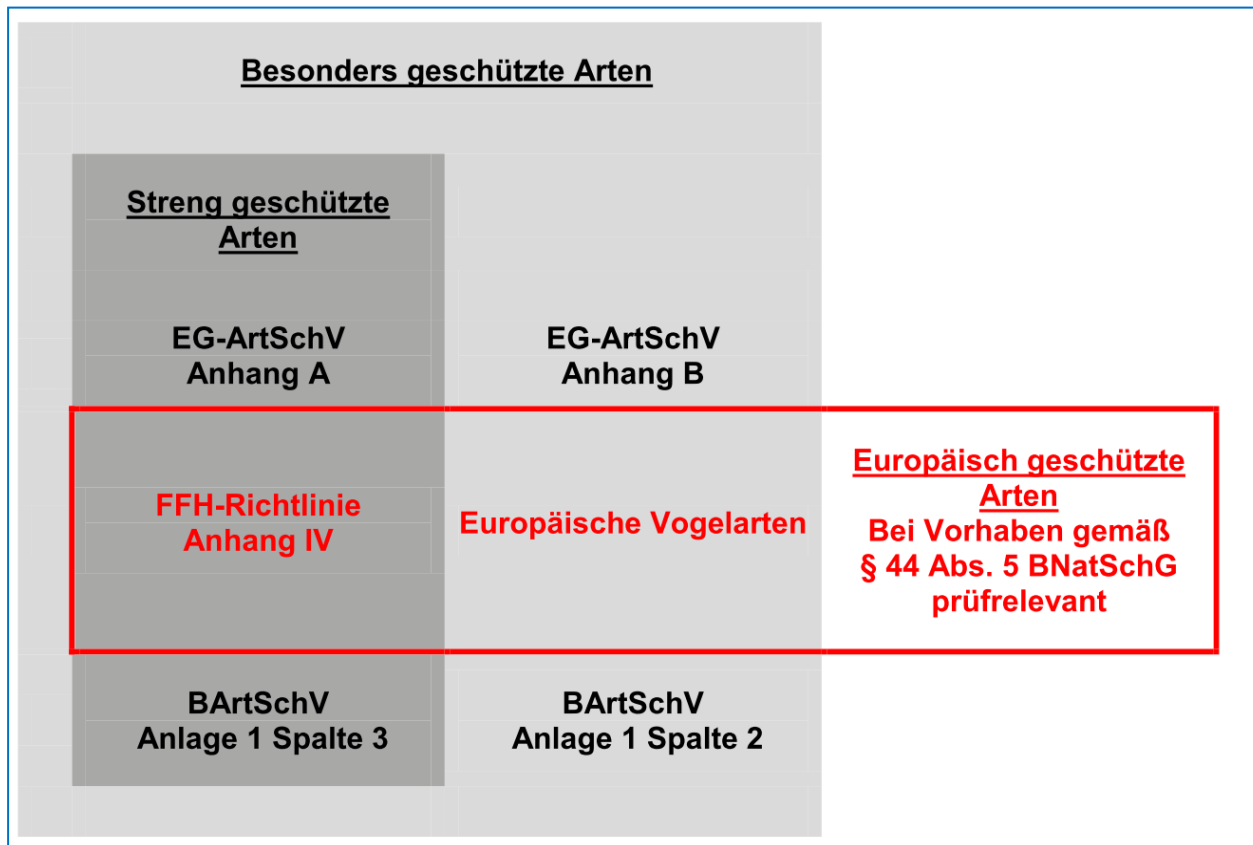 Besonders geschützte Arten
Streng geschützte
Arten
EG-ArtSchV
Anhang A
EG-ArtSchV
Anhang B
FFH-Richtlinie
Anhang IV
Europäische Vogelarten
Europäisch geschützte
Arten
Bei Vorhaben gemäß
§ 44 Abs. 5 BNatSchG
prüfrelevant
BArtSchV
Anlage 1 Spalte 3
BArtSchV
Anlage 1 Spalte 2